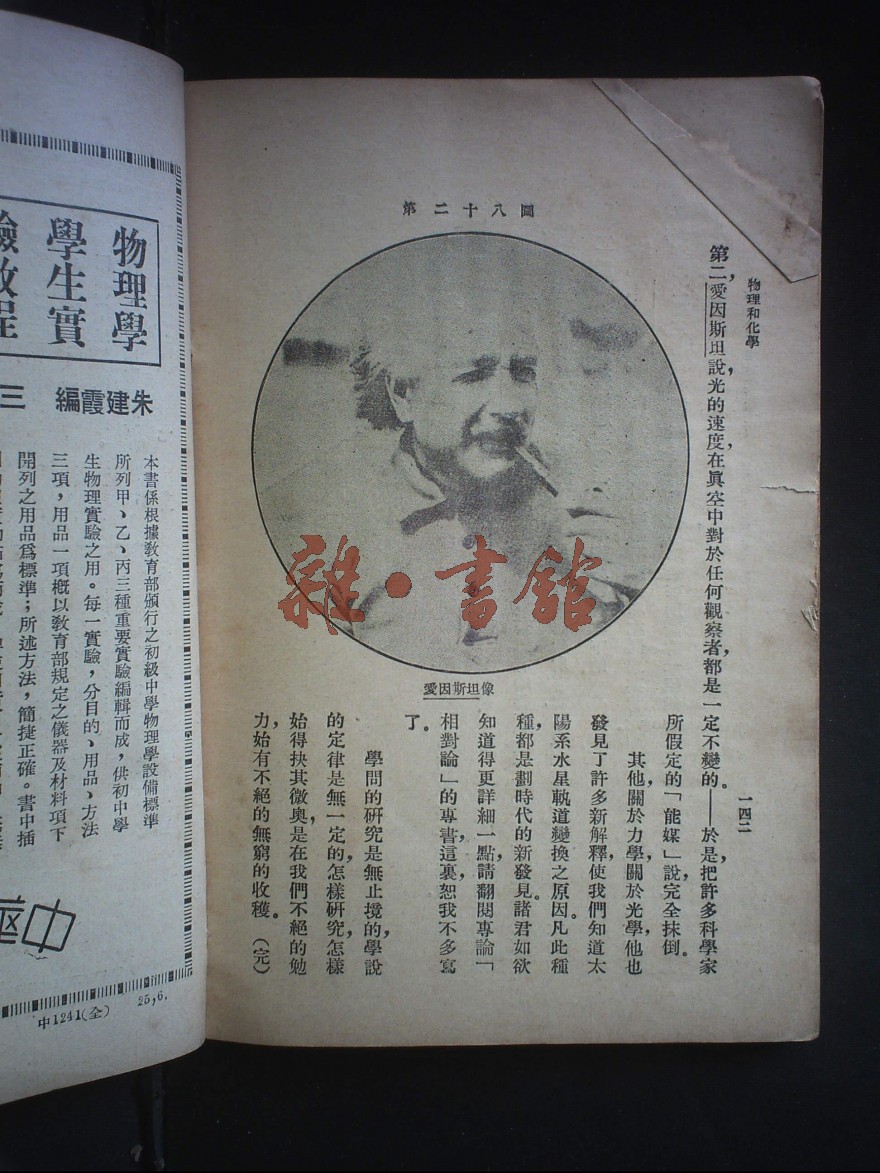 物理和化學
一四二
第二，愛因斯坦說，光的速度，在眞空中對於任何觀察者，都是一定不變的。——於是，把許多科學家
所假定的「能媒」說，完全抹倒。
其他關於力學，關於光學，他也
發見了許多新解釋，使我們知道太
陽系水星軌道變換之原因。凡此種
種，都是劃時代的新發見。諸君如欲
知道得更詳細一點，請翻閱專論「
相對論」的專書，這裏恕我不多寫
了。
學問的研究是無止境的，學說
的定律是無一定的，怎樣研究，怎樣
始得抉其微奥，是在我們不絕的勉
力，始有不絕的無窮的收穫。（完）
第二十八圖
愛因斯坦像
雜·書館
物理學
學生實
驗教程
朱建霞編 三
本書係根據敎育部頒行之初級中學物理學設備標準
所列甲、乙、丙三種重要實驗編輯而成，供初中學
生物理實驗之用。每一實驗，分目的、用品、方法
三項，用品一項槪以敎育部規定之儀器及材料項下
開列之用品爲標準；所述方法，簡捷正確。書中插
中
中1241(全) 25,6.